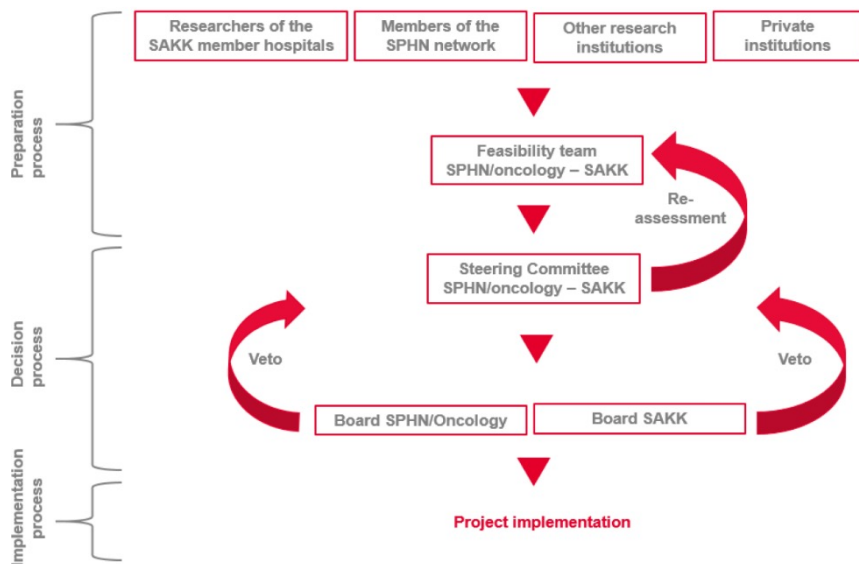 Researchers of the
SAKK member hospitals
Members of the
SPHN network
Other research
institutions
Private
institutions
Preparation
process
Feasibility team
SPHN/oncology – SAKK
Re-
assessment
Steering Committee
SPHN/oncology – SAKK
Decision
process
Veto
Veto
Board SPHN/Oncology
Board SAKK
Implementation
process
Project implementation